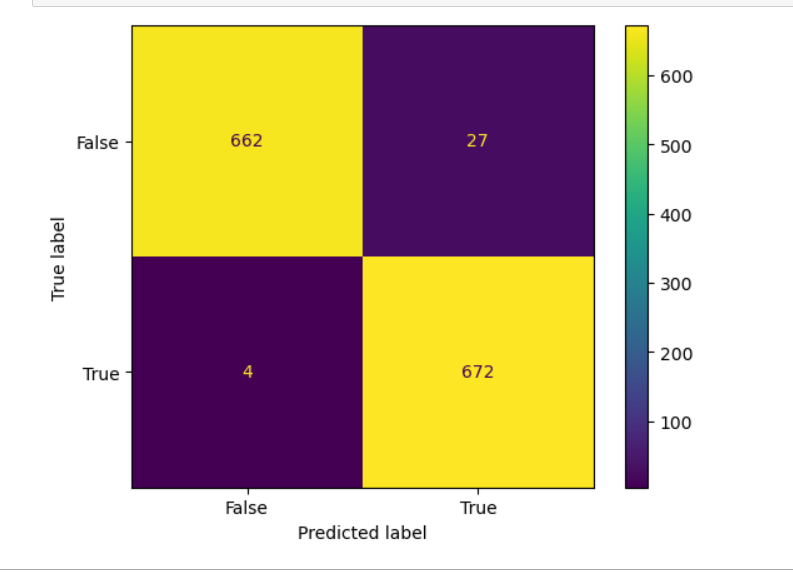 False
662
27
True
4
672
False
True
Predicted label
True label
600
500
400
300
200
100